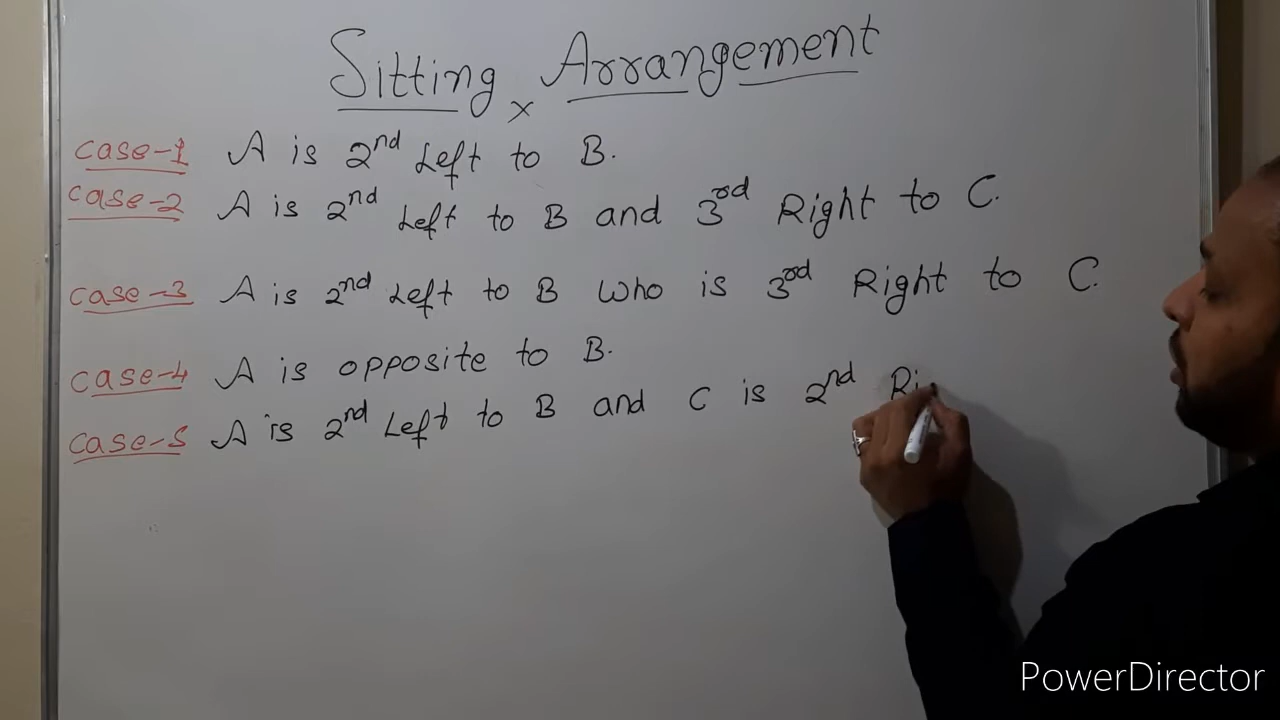 Sitting Arrangement
x
case-1 A is 2nd Left to B.
case-2 A is 2nd Left to B and 3rd Right to C.
case-3 A is 2nd Left to B who is 3rd Right to C.
case-4 A is opposite to B.
case-5 A is 2nd Left to B and C is 2nd Ri
PowerDirector